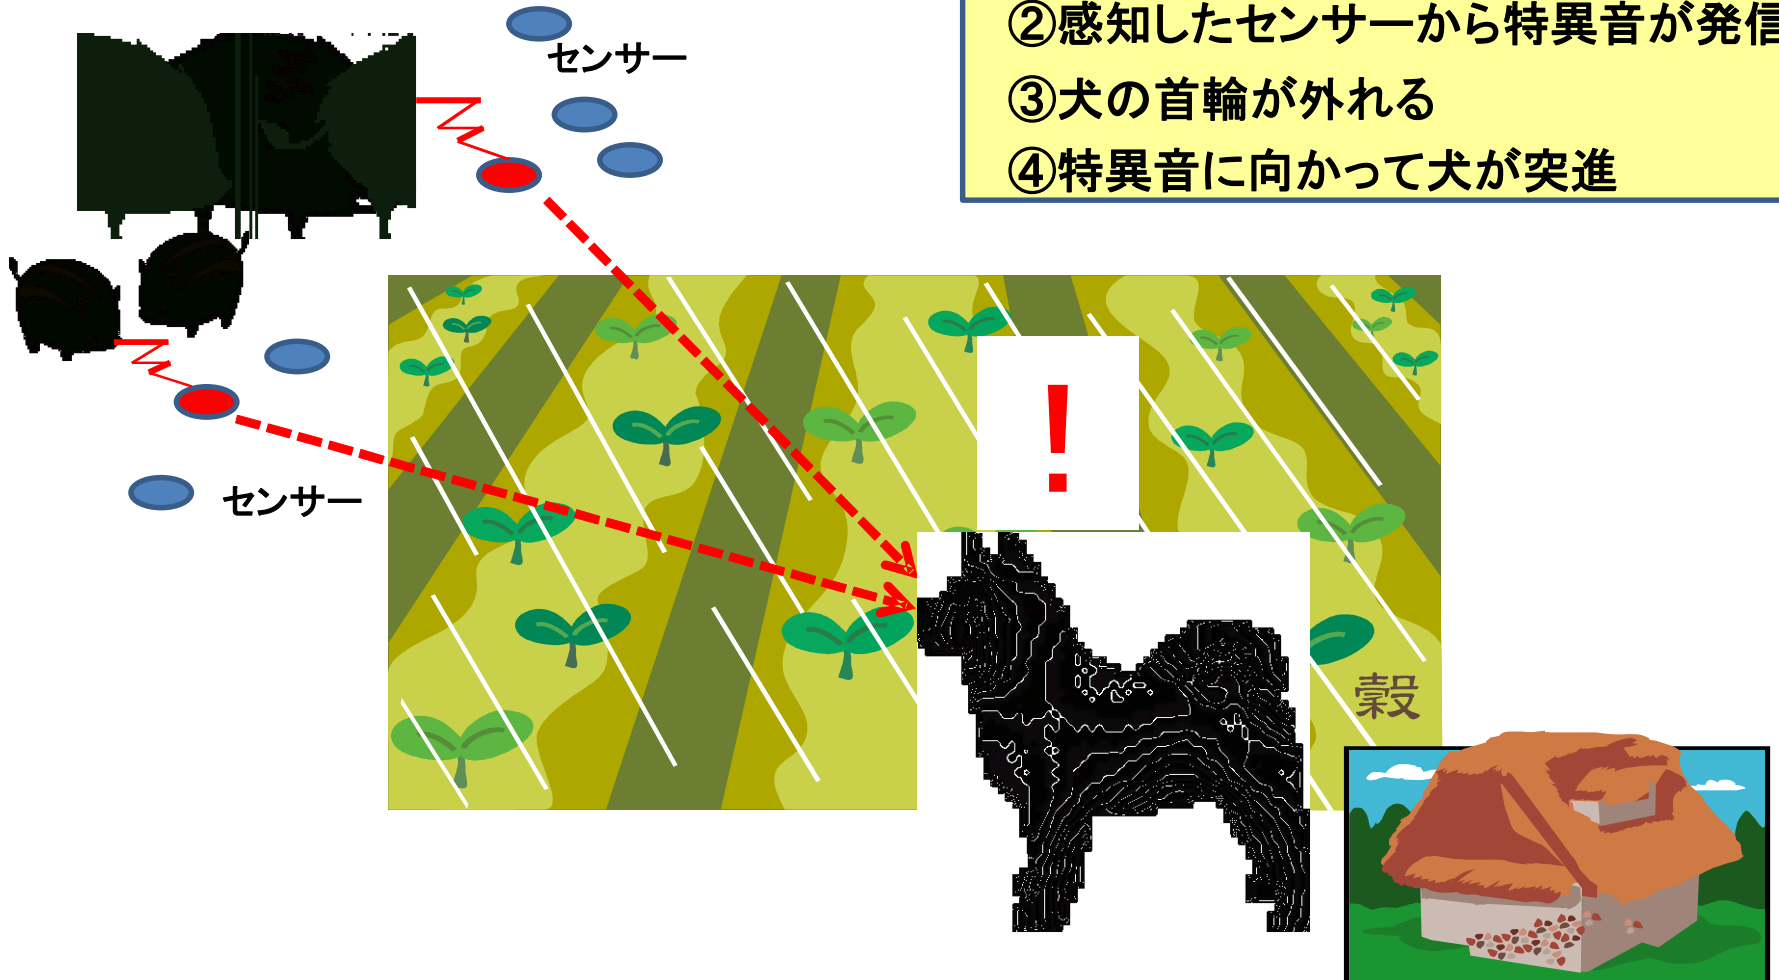 センサー
②感知したセンサーから特異音が発信
③犬の首輪が外れる
④特異音に向かって犬が突進
!
センサー
穀